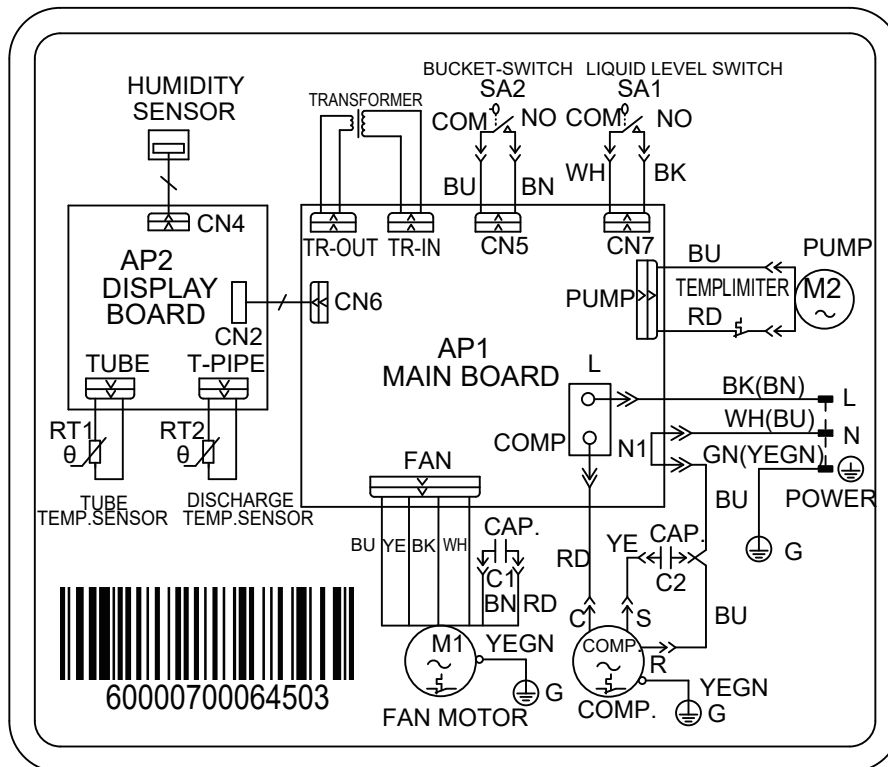 BUCKET-SWITCH
SA2
LIQUID LEVEL SWITCH
SA1
HUMIDITY
SENSOR
TRANSFORMER
COM
NO
COM
NO
BU
BN
WH
BK
CN4
TR-OUT
TR-IN
CN5
CN7
AP2
DISPLAY
BOARD
CN2
CN6
PUMP
BU
PUMP
TEMPLIMITER
M2
RD
TUBE
T-PIPE
AP1
MAIN BOARD
L
COMP
BK(BN)
L
WH(BU)
N
N1
GN(YEGN)
POWER
RT1
θ
RT2
θ
TUBE
TEMP.SENSOR
DISCHARGE
TEMP.SENSOR
FAN
BU
YE
BK
WH
CAP.
C1
BN
RD
RD
YE
CAP.
C2
BU
G
C
S
BU
M1
YEGN
G
FAN MOTOR
COMP.
R
YEGN
G
COMP.
60000700064503